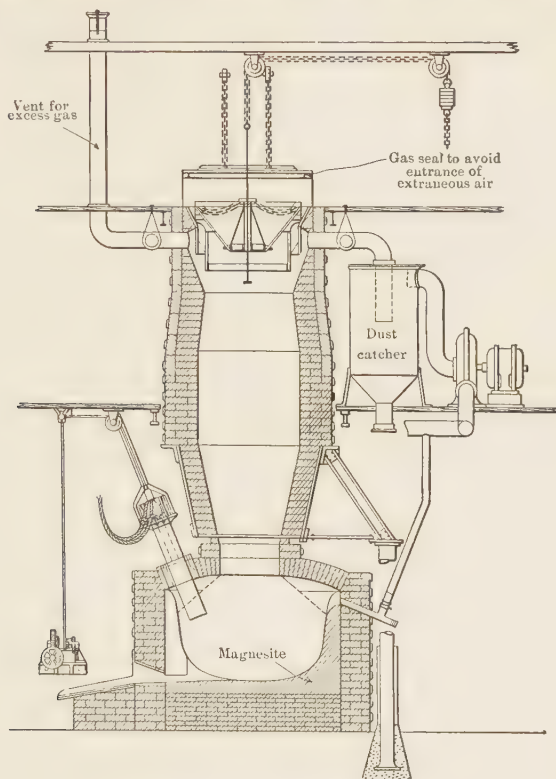 Vent for
excess gas
Gas seal to avoid
entrance of
extraneous air
Dust
catcher
Magnesite